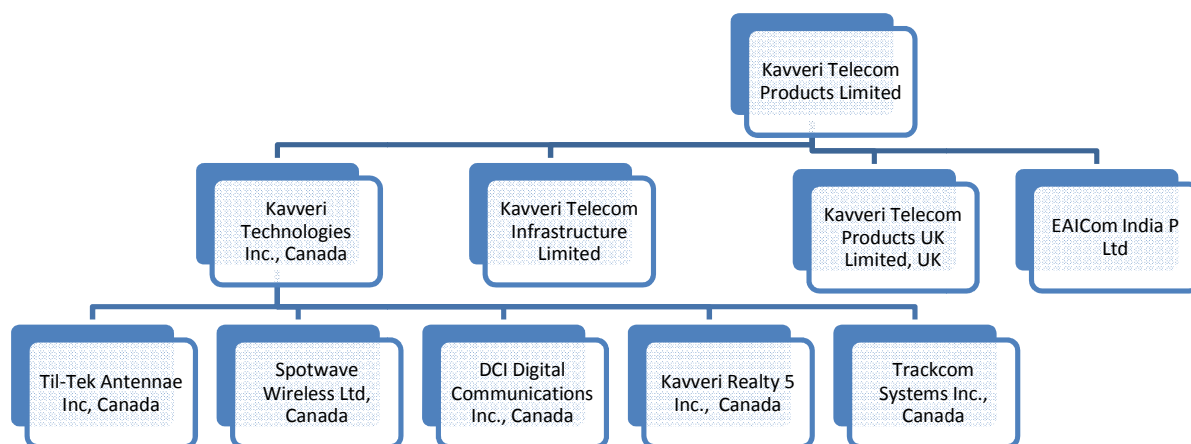 Kavveri Telecom
Products Limited
Kavveri
Technologies
Inc., Canada
Kavveri Telecom
Infrastructure
Limited
Kavveri Telecom
Products UK
Limited, UK
EAICom India P
Ltd
Til-Tek Antennae
Inc, Canada
Spotwave
Wireless Ltd,
Canada
DCI Digital
Communications
Inc., Canada
Kavveri Realty 5
Inc., Canada
Trackcom
Systems Inc.,
Canada